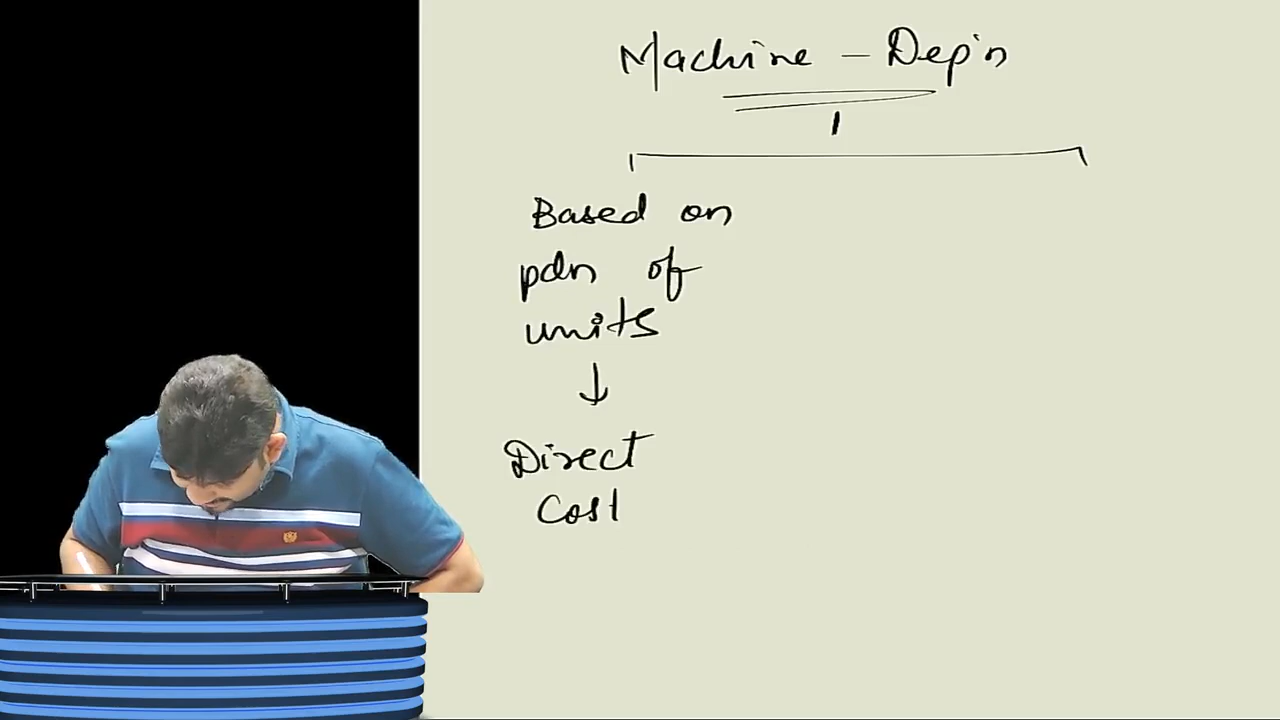 Machine - Dep'n
Based on
pdn of
units
↓
Direct
Cost